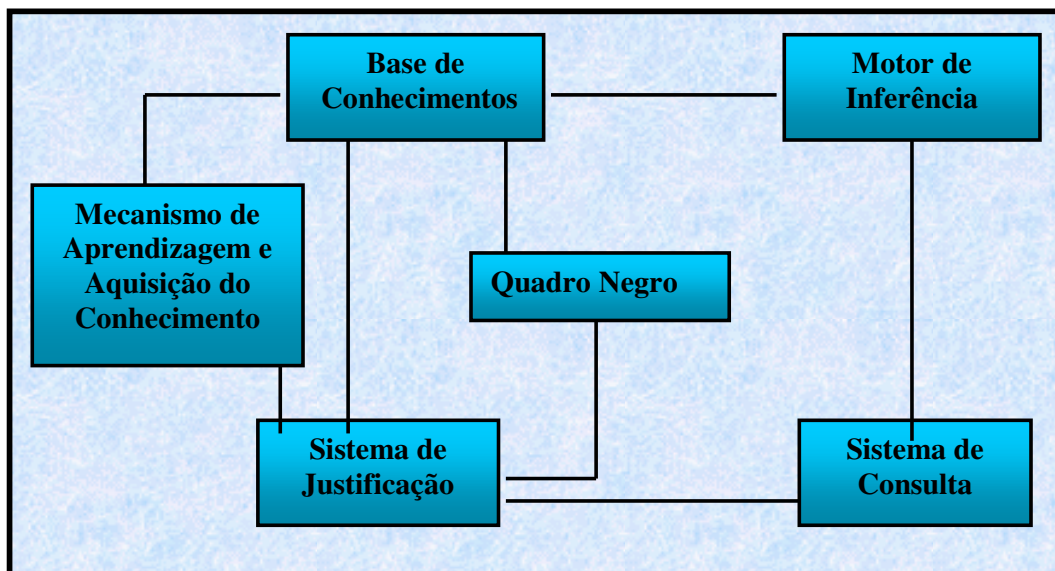 Base de
Conhecimentos
Motor de
Inferência
Mecanismo de
Aprendizagem e
Aquisição do
Conhecimento
Quadro Negro
Sistema de
Justificação
Sistema de
Consulta